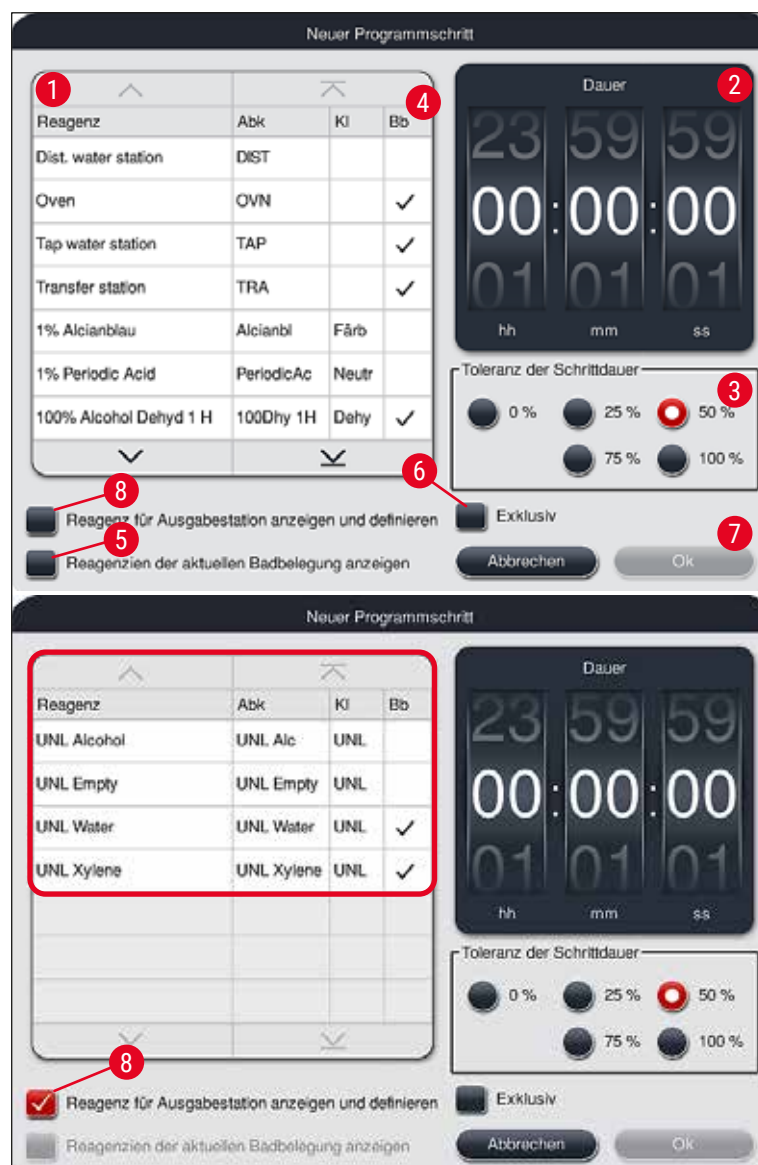 Neuer Programmschritt
1
4
Reagenz Abk Kl Bb
Dist. water station DIST
Oven OVN ✓
Tap water station TAP ✓
Transfer station TRA ✓
1% Alcianblau Alcianbl Färb
1% Periodic Acid PeriodicAc Neutr
100% Alcohol Dehyd 1 H 100Dhy 1H Dehy ✓
Dauer
2
23 59 59
00:00:00
01 01 01
hh mm ss
Toleranz der Schrittdauer
3
0 % 25 % 50 %
75 % 100 %
8
Reagenz für Ausgabestation anzeigen und definieren
5
Reagenzien der aktuellen Badbelegung anzeigen
6
Exklusiv
7
Abbrechen Ok
Neuer Programmschritt
Reagenz Abk Kl Bb
UNL Alcohol UNL Alc UNL
UNL Empty UNL Empty UNL
UNL Water UNL Water UNL ✓
UNL Xylene UNL Xylene UNL ✓
Dauer
23 59 59
00:00:00
01 01 01
hh mm ss
Toleranz der Schrittdauer
0 % 25 % 50 %
75 % 100 %
8
Reagenz für Ausgabestation anzeigen und definieren
Reagenzien der aktuellen Badbelegung anzeigen
Exklusiv
Abbrechen Ok